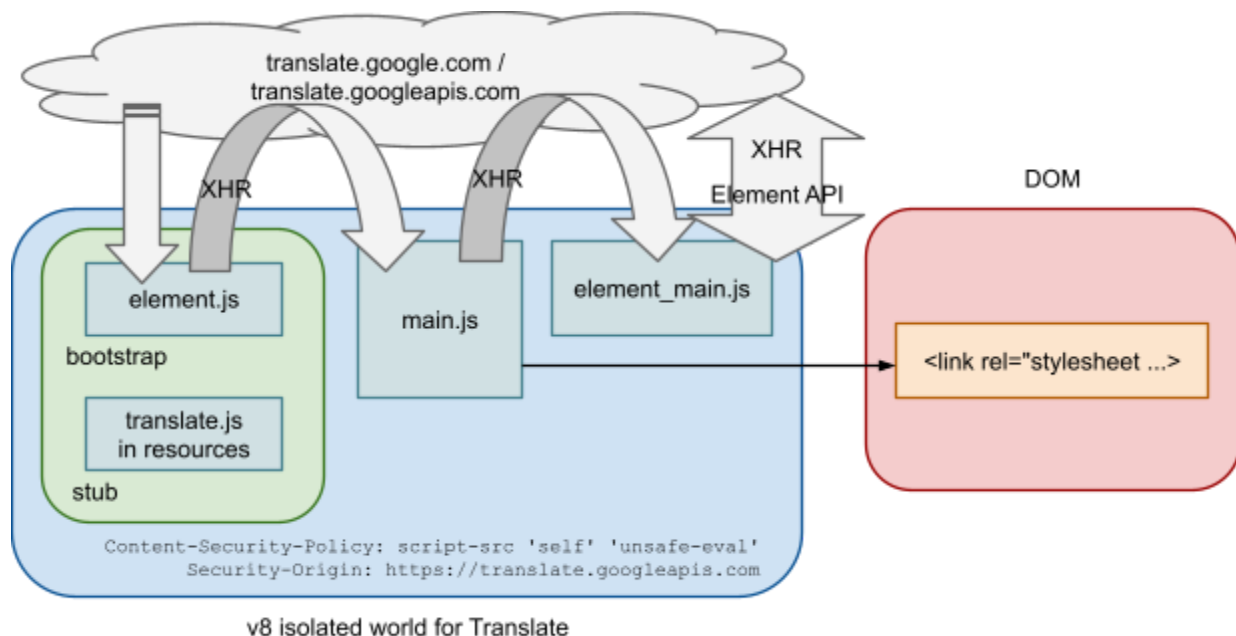 translate.google.com /
translate.googleapis.com
XHR
XHR
XHR
Element API
DOM
element.js
bootstrap
translate.js
in resources
stub
main.js
element_main.js
<link rel="stylesheet ...>
Content-Security-Policy: script-src 'self' 'unsafe-eval'
Security-Origin: https://translate.googleapis.com
v8 isolated world for Translate